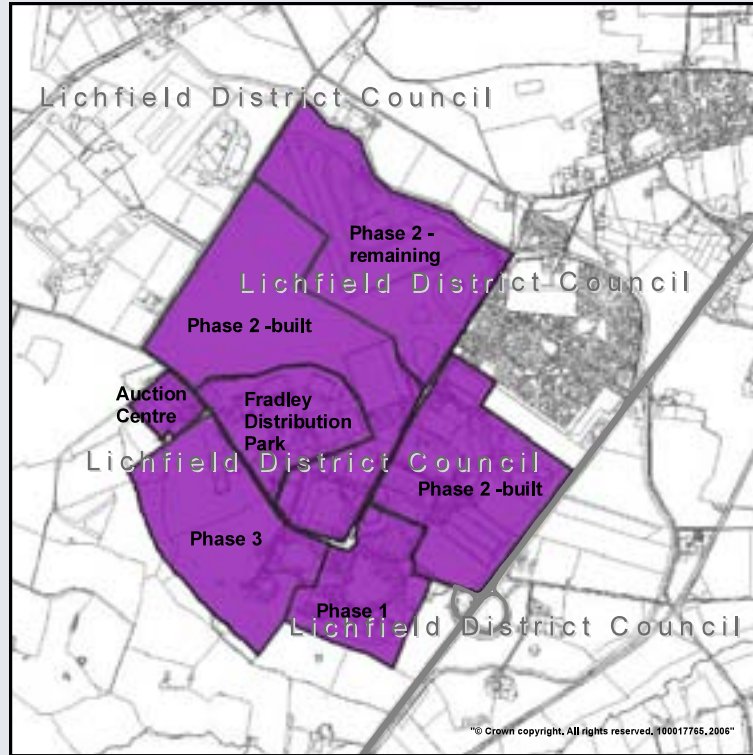 Lichfield District Council
Phase 2 -
remaining
Lichfield District Council
Phase 2 -built
Auction
Centre
Fradley
Distribution
Park
Lichfield District Council
Phase 2 -built
Phase 3
Phase 1
Lichfield District Council
"© Crown copyright. All rights reserved. 100017765. 2006"